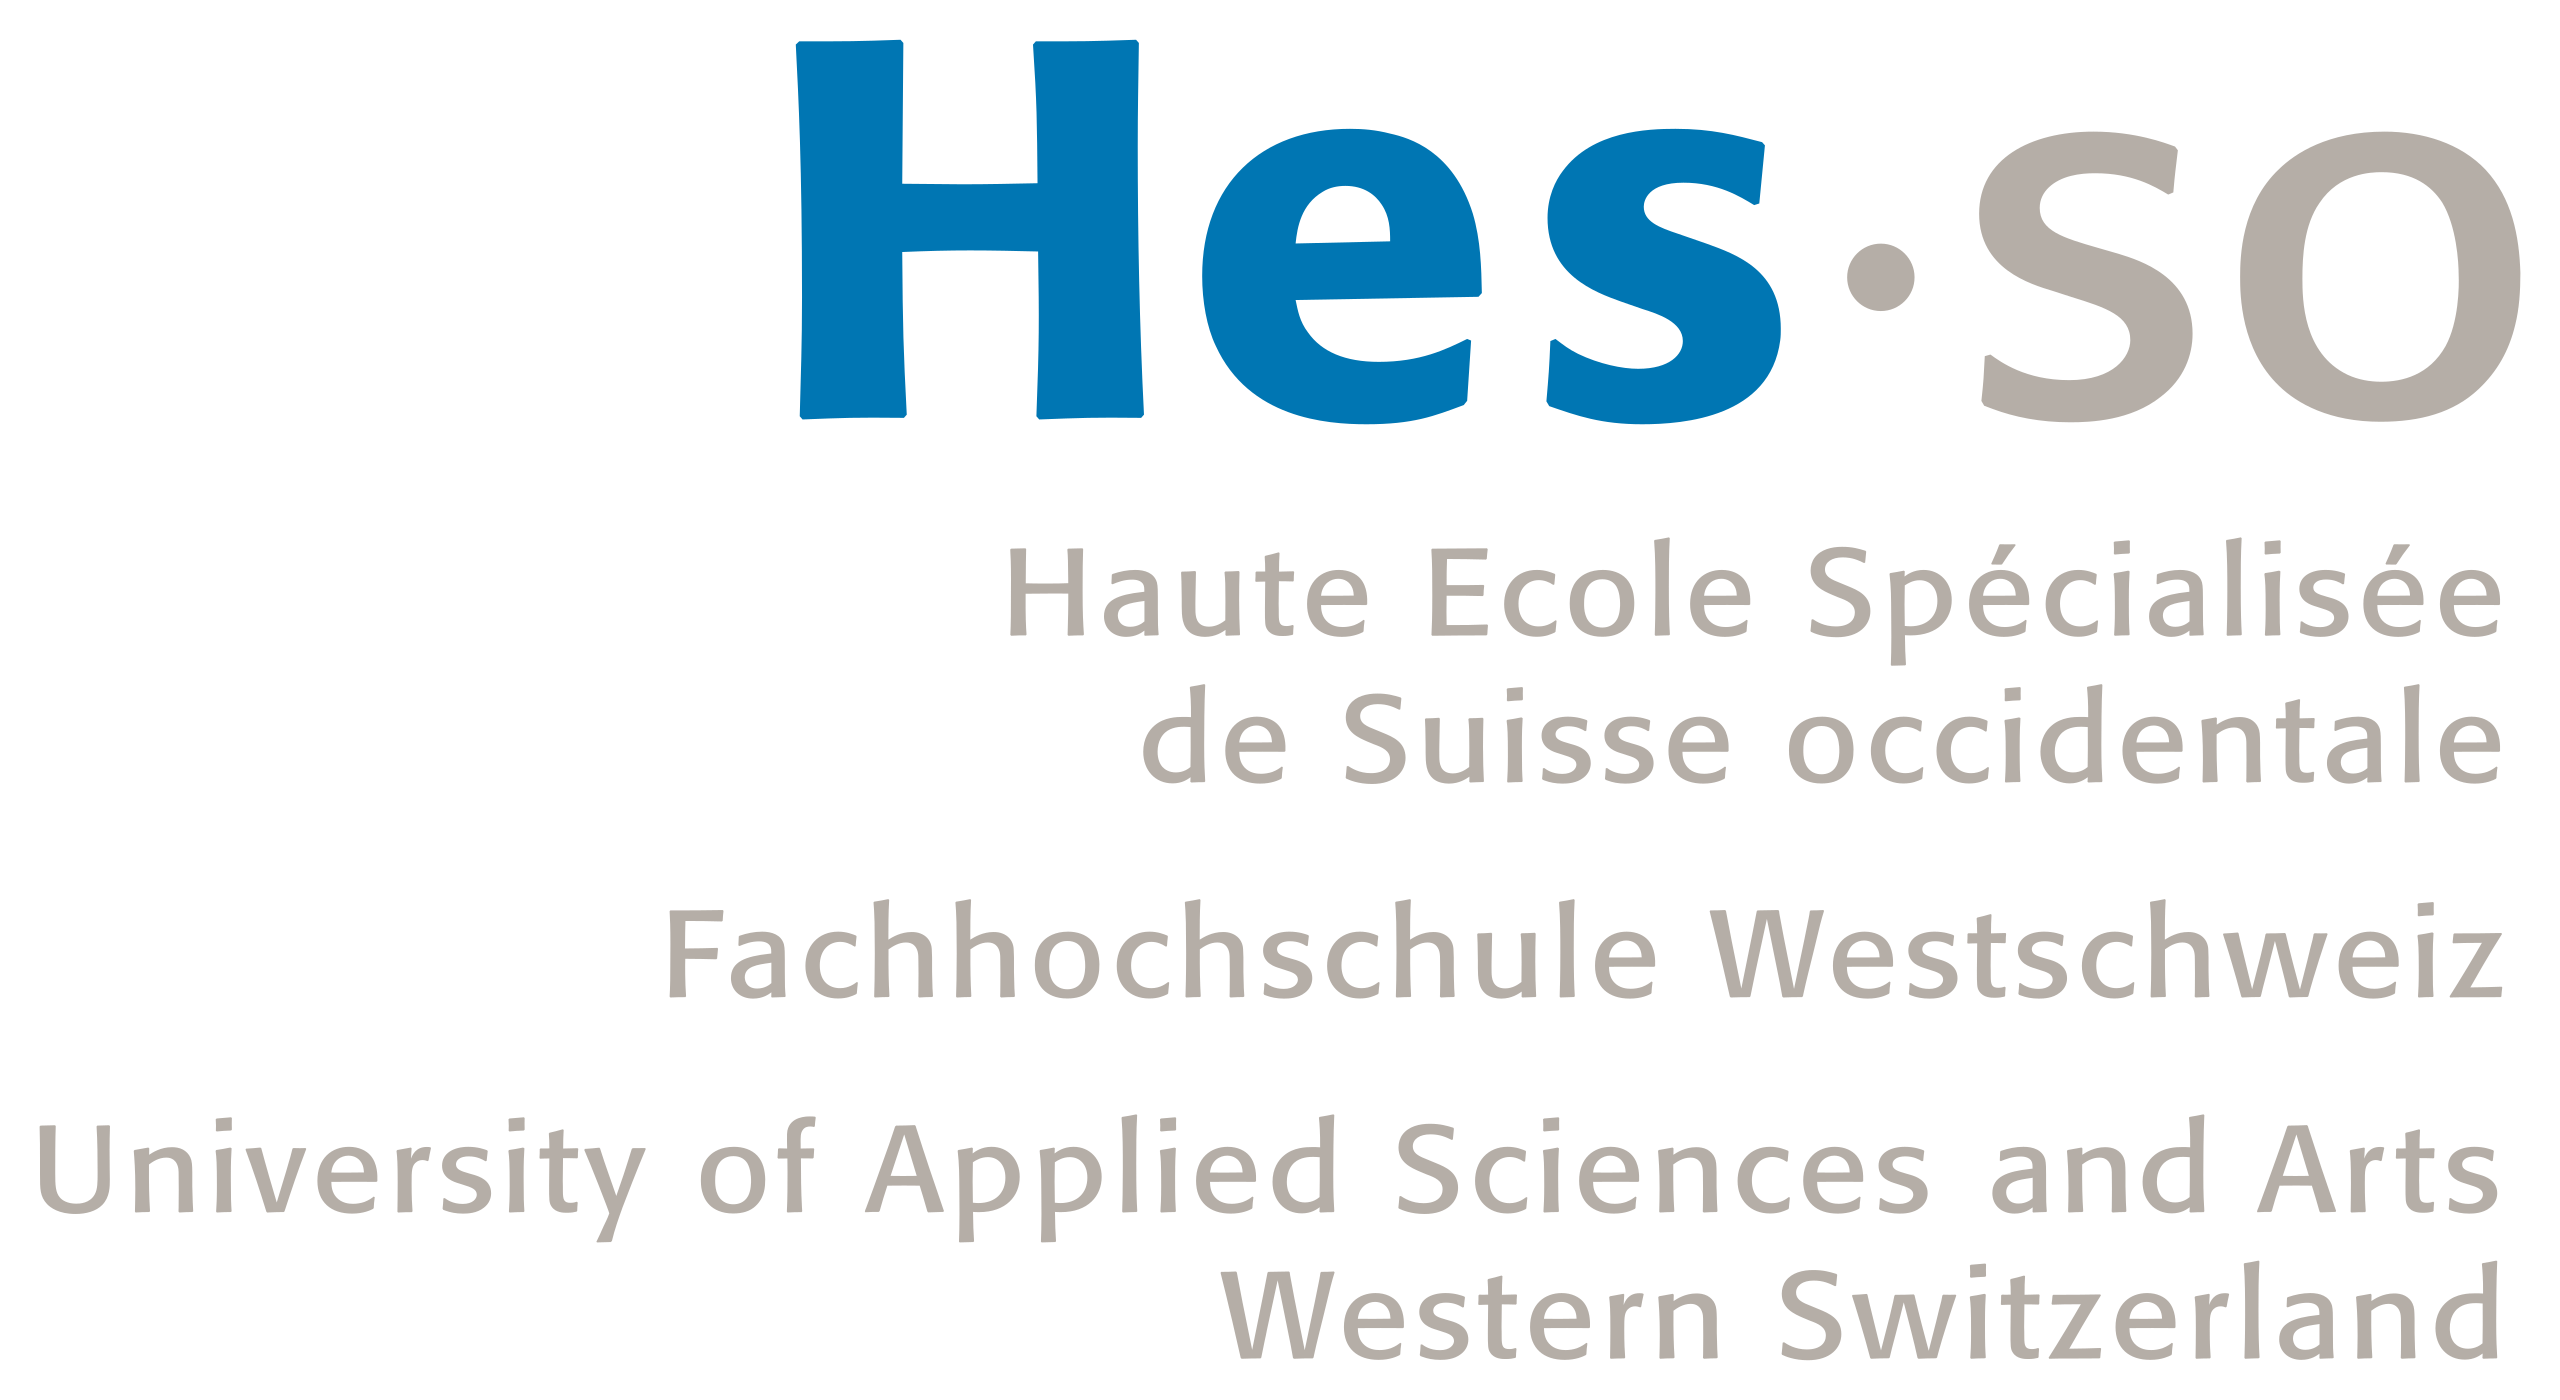 Hes·SO
Haute Ecole Spécialisée
de Suisse occidentale
Fachhochschule Westschweiz
University of Applied Sciences and Arts
Western Switzerland